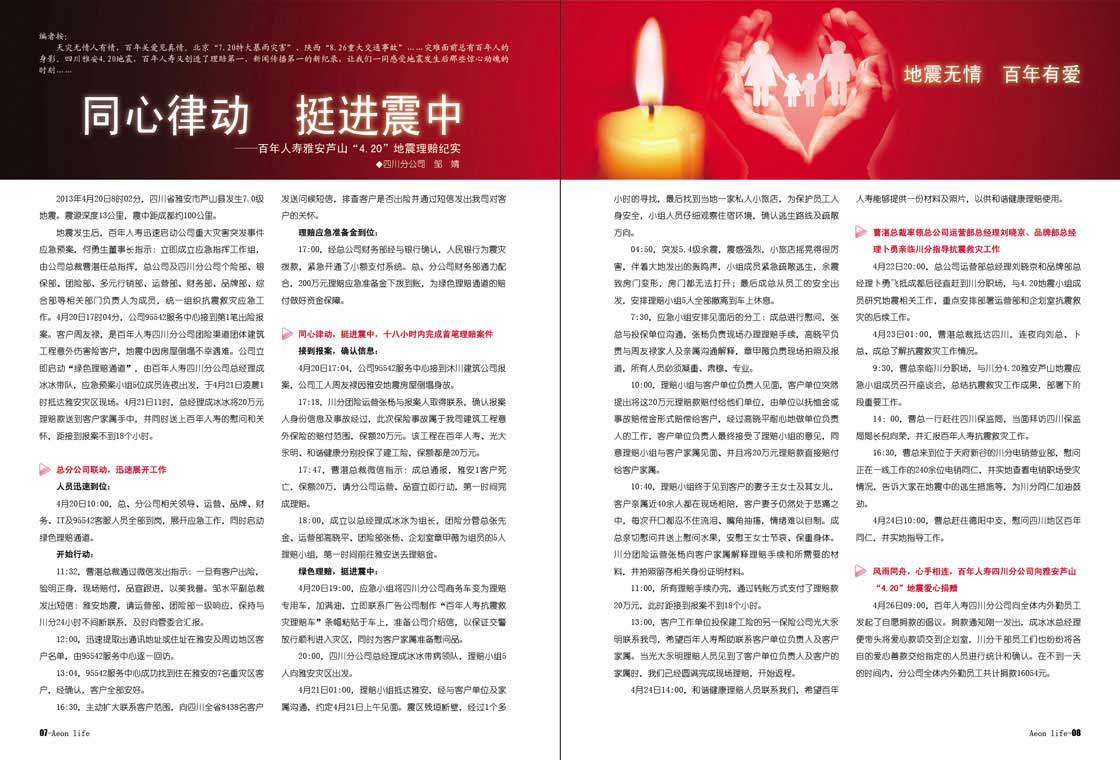 编者按:
天灾无情人有情,百年关爱见真情。北京“7.20特大暴雨灾害”、陕西“8.26重大交通事故”……灾难面前总有百年人的
身影。四川雅安4.20地震,百年人寿又创造了理赔第一、新闻传播第一的新纪录,让我们一同感受地震发生后那些惊心动魄的
时刻……
同心律动 挺进震中
——百年人寿雅安芦山“4.20”地震理赔纪实
◆四川分公司 邹 婧
地震无情 百年有爱
2013年4月20日8时02分,四川省雅安市芦山县发生7.0级
地震。震源深度13公里,震中距成都约100公里。
地震发生后,百年人寿迅速启动公司重大灾害突发事件
应急预案,何勇生董事长指示:立即成立应急指挥工作组,
由公司总裁曹湛任总指挥,总公司及四川分公司个险部、银
保部、团险部、多元行销部、运营部、财务部、品牌部、综
合部等相关部门负责人为成员,统一组织抗震救灾应急工
作。4月20日17时04分,公司95542服务中心接到第1笔出险报
案。客户周友禄,是百年人寿四川分公司团险渠道团体建筑
工程意外伤害险客户,地震中因房屋倒塌不幸遇难。公司立
即启动“绿色理赔通道”,由百年人寿四川分公司总经理成
冰冰带队,应急预案小组5位成员连夜出发,于4月21日凌晨1
时抵达雅安灾区现场。4月21日11时,总经理成冰冰将20万元
理赔款送到客户家属手中,并同时送上百年人寿的慰问和关
怀,距接到报案不到18个小时。
总分公司联动,迅速展开工作
人员迅速到位:
4月20日10:00,总、分公司相关领导、运营、品牌、财
务、IT及95542客服人员全部到岗,展开应急工作,同时启动
绿色理赔通道。
开始行动:
11:32,曹湛总裁通过微信发出指示:一旦有客户出险,
验明正身,现场赔付,品宣跟进,以美我誉。邹水平副总裁
发出短信:雅安地震,请运营部、团险部一级响应,保持与
川分24小时不间断联系,及时向管委会汇报。
12:00,迅速提取出通讯地址或住址在雅安及周边地区客
户名单,由95542服务中心逐一回访。
13:04,95542服务中心成功找到住在雅安的7名重灾区客
户,经确认,客户全部安好。
16:30,主动扩大联系客户范围,向四川全省8438名客户
发送问候短信,排查客户是否出险并通过短信发出我司对客
户的关怀。
理赔应急准备金到位:
17:00,经总公司财务部经与银行确认,人民银行为震灾
拨款,紧急开通了小额支付系统。总、分公司财务部通力配
合,200万元理赔应急准备金下拨到账,为绿色理赔通道的赔
付做好资金保障。
同心律动,挺进震中,十八小时内完成首笔理赔案件
接到报案,确认信息:
4月20日17:04,公司95542服务中心接到沐川建筑公司报
案,公司工人周友禄因雅安地震房屋倒塌身故。
17:18,川分团险运营张杨与报案人取得联系,确认报案
人身份信息及事故经过,此次保险事故属于我司建筑工程意
外保险的赔付范围,保额20万元。该工程在百年人寿、光大
永明、和谐健康分别投保了建工险,保额都是20万元。
17:47,曹湛总裁微信指示:成总通报,雅安1客户死
亡,保额20万,请分公司运营、品宣立即行动,第一时间完
成理赔。
18:00,成立以总经理成冰冰为组长,团险分管总张先
金、运营部高晓平、团险部张杨、企划室章甲薇为组员的5人
理赔小组,第一时间前往雅安送去理赔金。
绿色理赔,挺进震中:
4月20日19:00,应急小组将四川分公司商务车变为理赔
专用车,加满油,立即联系广告公司制作“百年人寿抗震救
灾理赔车”条幅粘贴于车上,准备公司介绍信,以保证交警
放行顺利进入灾区,同时为客户家属准备慰问品。
20:00,四川分公司总经理成冰冰带病领队,理赔小组5
人向雅安灾区出发。
4月21日01:00,理赔小组抵达雅安,经与客户单位及家
属沟通,约定4月21日上午见面。震区残垣断壁,经过1个多
小时的寻找,最后找到当地一家私人小旅店,为保护员工人
身安全,小组人员仔细观察住宿环境,确认逃生路线及疏散
方向。
04:50,突发5.4级余震,震感强烈,小旅店摇晃得很厉
害,伴着大地发出的轰鸣声,小组成员紧急疏散逃生,余震
致房门变形,房门都无法打开;最后成总从员工的安全出
发,安排理赔小组5人全部撤离到车上休息。
7:30,应急小组安排见面后的分工:成总进行慰问,张
总与投保单位沟通,张杨负责现场办理理赔手续,高晓平负
责与周友禄家人及亲属沟通解释,章甲薇负责现场拍照及报
道,所有人员必须凝重、肃穆、专业。
10:00,理赔小组与客户单位负责人见面,客户单位突然
提出将这20万元理赔款赔付给他们单位,由单位以抚恤金或
事故赔偿金形式赔偿给客户,经过高晓平耐心地做单位负责
人的工作,客户单位负责人最终接受了理赔小组的意见,同
意理赔小组与客户家属见面、并且将20万元理赔款直接赔付
给客户家属。
10:40,理赔小组终于见到客户的妻子王女士及其女儿,
客户亲属近40余人都在现场相陪,客户妻子仍然处于悲痛之
中,每次开口都忍不住流泪、嘴角抽搐,情绪难以自制。成
总亲切慰问并送上慰问水果,安慰王女士节哀、保重身体。
川分团险运营张杨向客户家属解释理赔手续和所需要的材
料,并拍照留存相关身份证明材料。
11:00,所有理赔手续办完,通过转账方式支付了理赔款
20万元,此时距接到报案不到18个小时。
13:00,客户工作单位投保建工险的另一保险公司光大永
明联系我司,希望百年人寿帮助联系客户单位负责人及客户
家属。当光大永明理赔人员见到了客户单位负责人及客户的
家属时,我们已经圆满完成现场理赔,开始返程。
4月24日14:00,和谐健康理赔人员联系我们,希望百年
人寿能够提供一份材料及照片,以供和谐健康理赔使用。
曹湛总裁率领总公司运营部总经理刘晓京、品牌部总经
理卜勇亲临川分指导抗震救灾工作
4月22日20:00,总公司运营部总经理刘晓京和品牌部总
经理卜勇飞抵成都后径直赶到川分职场,与4.20地震小组成
员研究地震相关工作,重点安排部署运营部和企划室抗震救
灾的后续工作。
4月23日01:00,曹湛总裁抵达四川,连夜向刘总、卜
总、成总了解抗震救灾工作情况。
9:30,曹总亲临川分职场,与川分4.20雅安芦山地震应
急小组成员召开座谈会,总结抗震救灾工作成果,部署下阶
段重要工作。
14:00,曹总一行赶往四川保监局,当面拜访四川保监
局局长倪向荣,并汇报百年人寿抗震救灾工作。
16:30,曹总来到位于天府新谷的川分电销营业部,慰问
正在一线工作的240余位电销同仁,并实地查看电销职场受灾
情况,告诉大家在地震中的逃生措施等,为川分同仁加油鼓
劲。
4月24日10:00,曹总赶往德阳中支,慰问四川地区百年
同仁,并实地指导工作。
风雨同舟,心手相连,百年人寿四川分公司向雅安芦山
“4.20”地震爱心捐赠
4月26日09:00,百年人寿四川分公司向全体内外勤员工
发起了自愿捐款的倡议。捐款通知刚一发出,成冰冰总经理
便带头将爱心款项交到企划室,川分干部员工们也纷纷将各
自的爱心善款交给指定的人员进行统计和确认。在不到一天
的时间内,分公司全体内外勤员工共计捐款16054元。
07-Aeon life
Aeon life-08